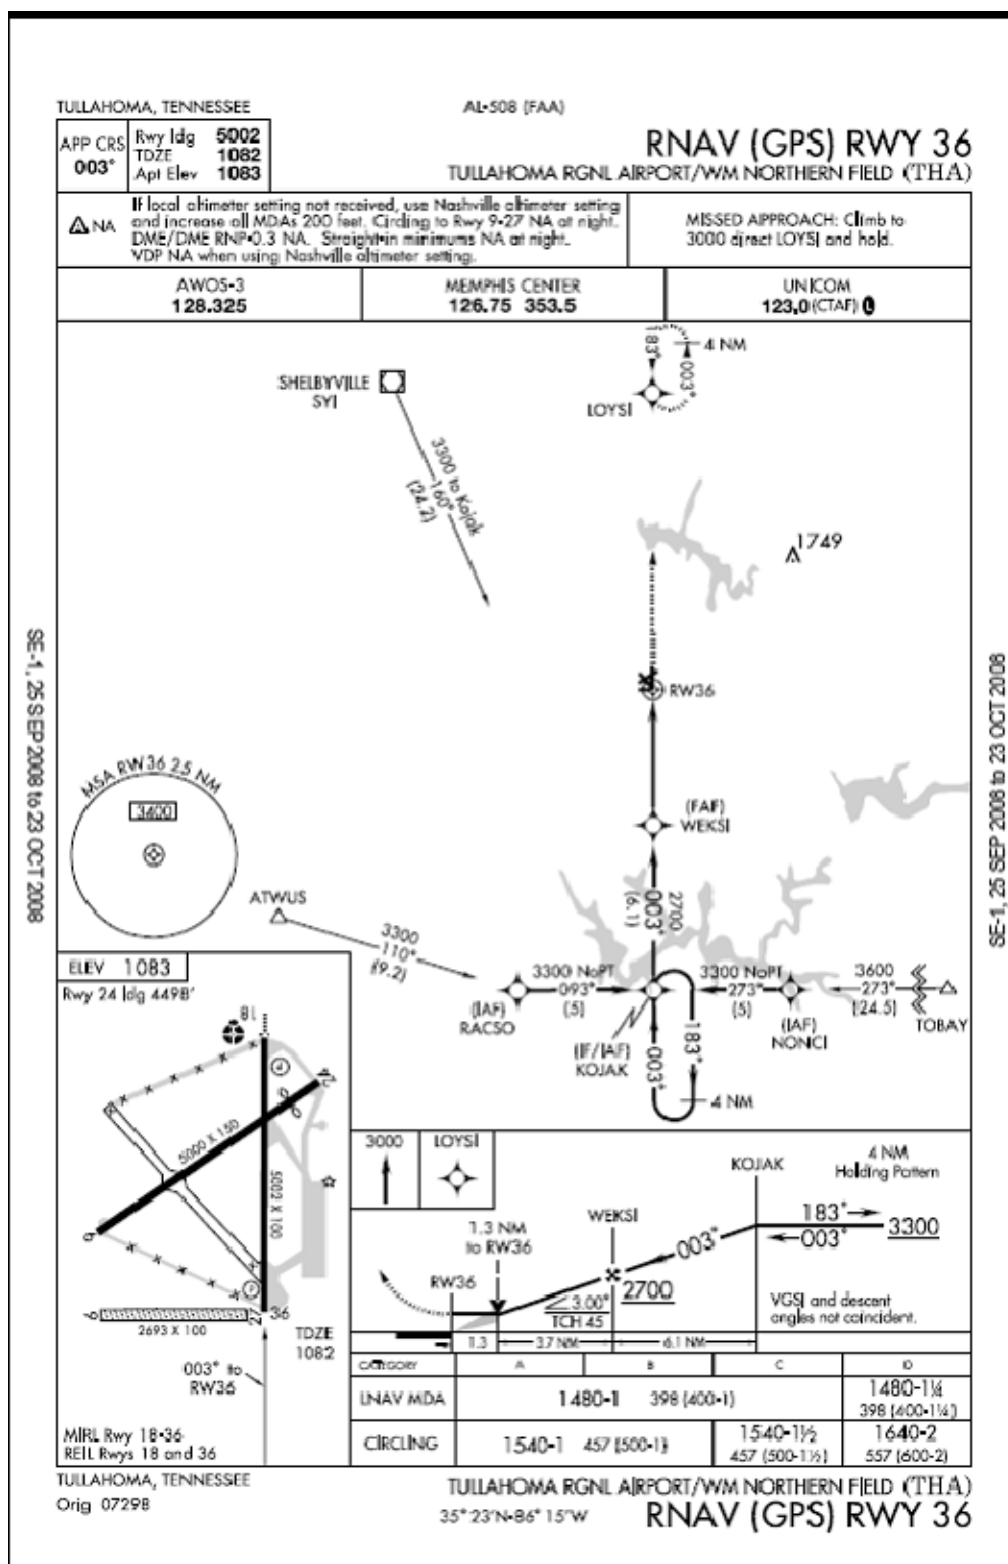 TULLAHOMA, TENNESSEE
AL-508 (FAA)
APP CRS
003°
Rwy ldg 5002
TDZE 1082
Apt Elev 1083
RNAV (GPS) RWY 36
TULLAHOMA RGNL AIRPORT/WM NORTHERN FIELD (THA)
A NA
If local altimeter setting not received, use Nashville altimeter setting
and increase all MDAs 200 feet. Circling to Rwy 9-27 NA at night.
DME/DME RNP-0.3 NA. Straight-in minimums NA at night.
VDP NA when using Nashville altimeter setting.
MISSED APPROACH: Climb to
3000 direct LOYSI and hold.
AWOS-3
128.325
MEMPHIS CENTER
126.75 353.5
UNICOM
123.0 (CTAF) L
183°
003°
4 NM
LOYSI
SHELBYVILLE
SYI
3300 to Kojak
160°
(24.2)
1749
RW36
MSA RW36 25 NM
3400
(FAF)
WEKSI
2700
003°
(6.1)
ATWUS
3300
110°
(9.2)
3300 NoPT
093°
(5)
(IAF)
RACSO
3300 NoPT
273°
(5)
(IAF)
NONCI
3600
273°
(24.5)
TOBAY
(IF/IAF)
KOJAK
003°
183°
4 NM
ELEV 1083
Rwy 24 ldg 4498'
18
5000 X 150
5002 X 100
6
9
27
36
2693 X 100
TDZE
1082
003° to
RW36
MIRL Rwy 18-36
REIL Rwys 18 and 36
3000
LOYSI
KOJAK
4 NM
Holding Pattern
183°
003°
3300
1.3 NM
to RW36
WEKSI
003°
RW36
2700
3.00°
TCH 45
VGSI and descent
angles not coincident.
1.3
3.7 NM
6.1 NM
CATEGORY A B C D
LNAV MDA 1480-1 398 (400-1) 1480-1¼
398 (400-1¼)
CIRCLING 1540-1 457 (500-1) 1540-1½
457 (500-1½)
1640-2
557 (600-2)
TULLAHOMA, TENNESSEE
Orig 07298
35°23'N-86°15'W
TULLAHOMA RGNL AIRPORT/WM NORTHERN FIELD (THA)
RNAV (GPS) RWY 36
SE-1, 25 SEP 2008 to 23 OCT 2008
SE-1, 25 SEP 2008 to 23 OCT 2008